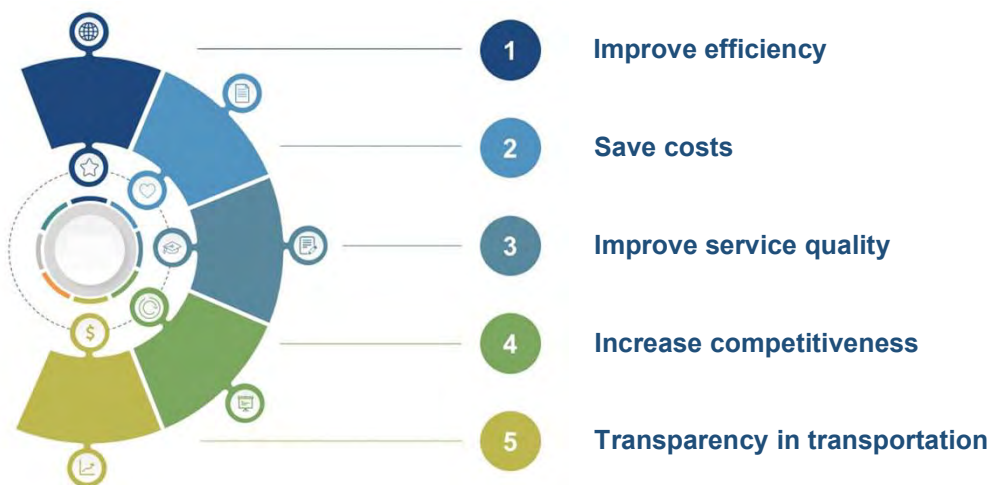 1 Improve efficiency
2 Save costs
3 Improve service quality
$
4 Increase competitiveness
5 Transparency in transportation